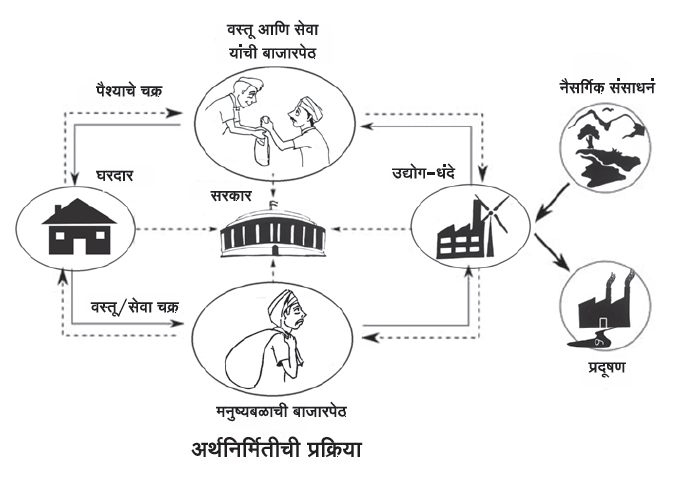 वस्तू आणि सेवा
यांची बाजारपेठ
पैश्याचे चक्र
नैसर्गिक संसाधनं
घरदार
सरकार
उद्योग-धंदे
वस्तू/सेवा चक्र
प्रदूषण
मनुष्यबळाची बाजारपेठ
अर्थनिर्मितीची प्रक्रिया